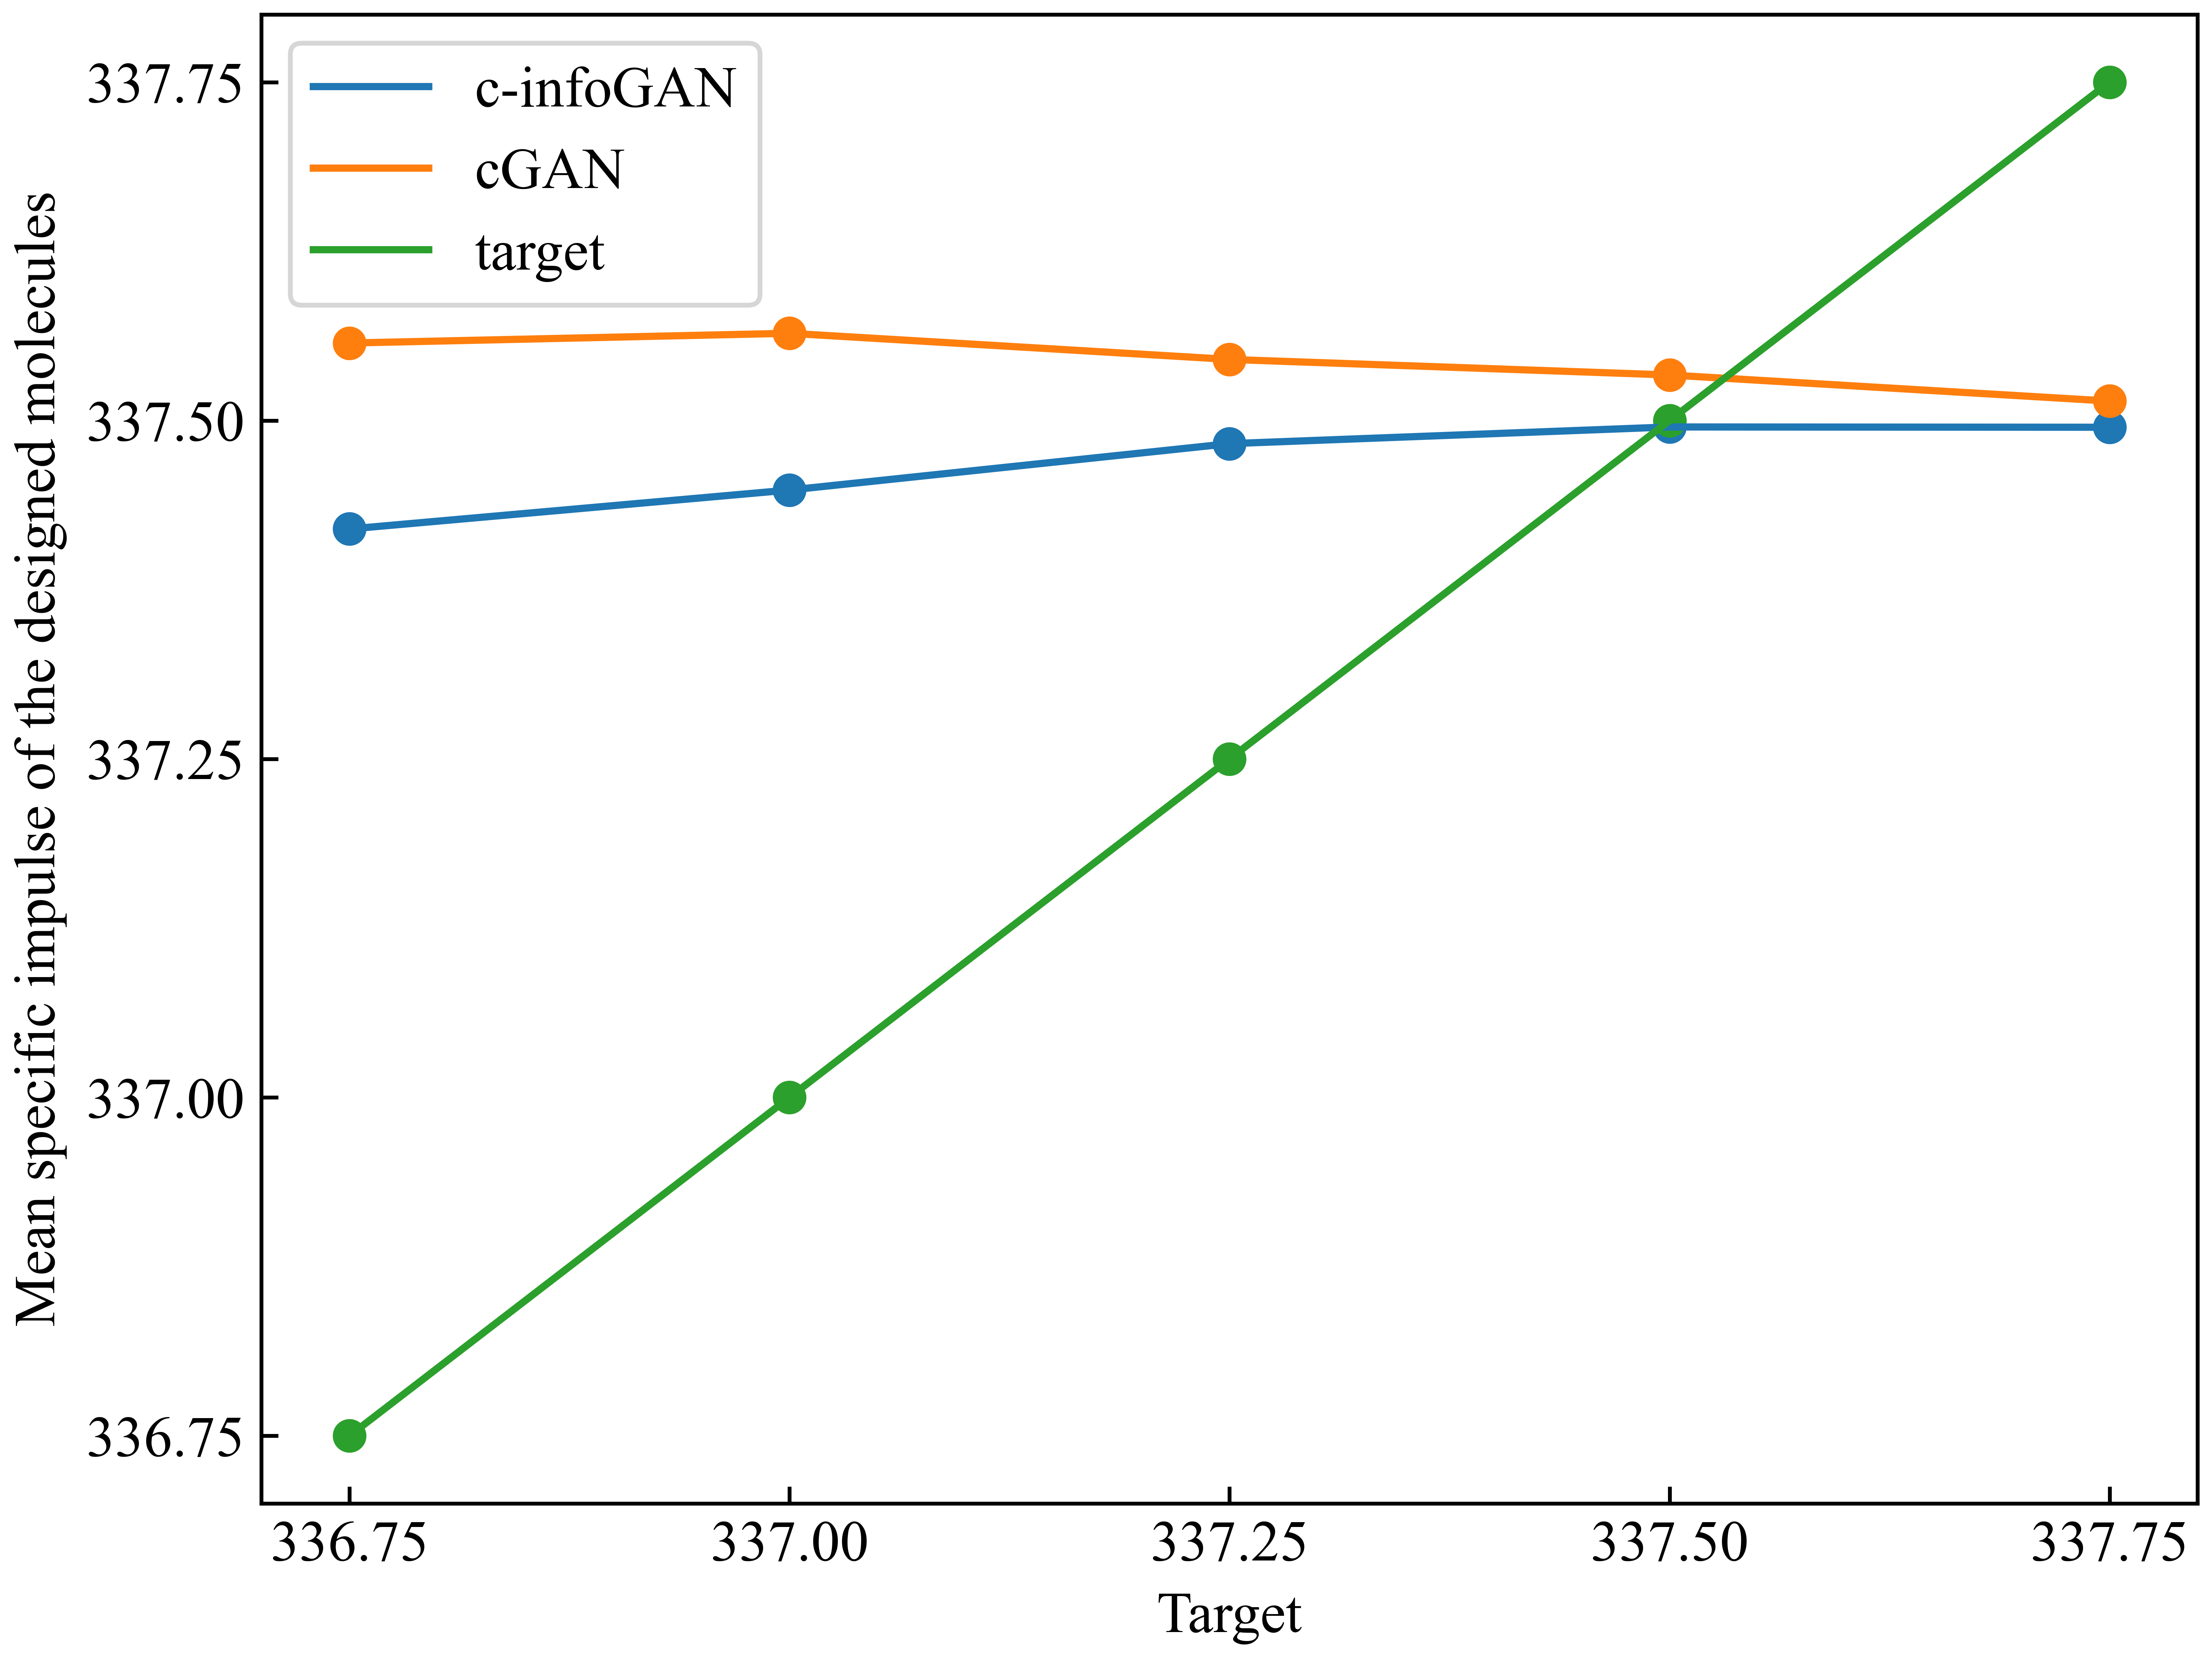 c-infoGAN
cGAN
target
Mean specific impulse of the designed molecules
337.75
337.50
337.25
337.00
336.75
336.75 337.00 337.25 337.50 337.75
Target